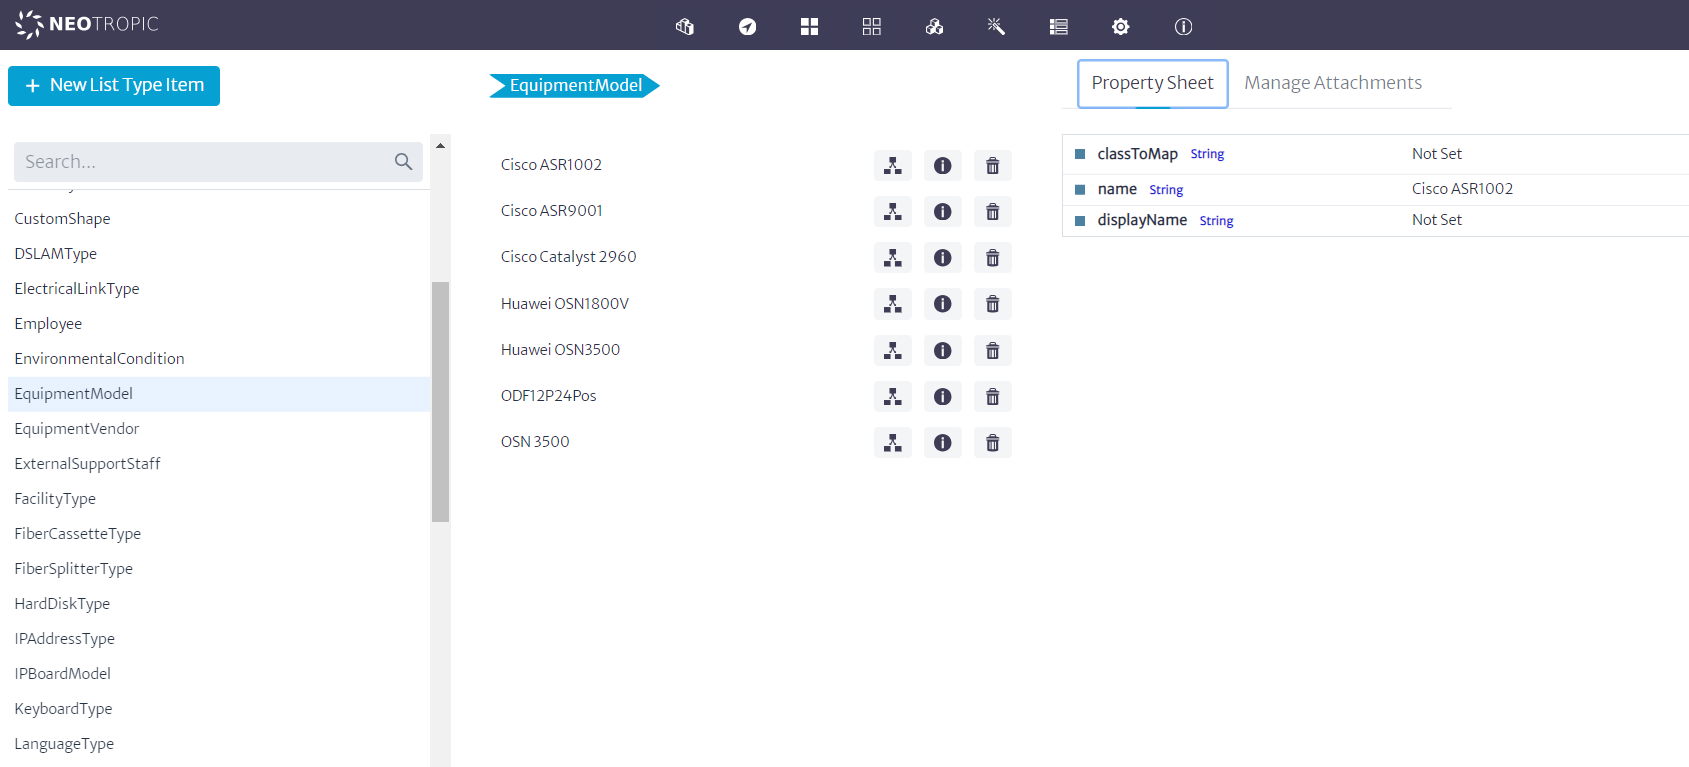 NEOTROPIC
+ New List Type Item
Search...
CustomShape
DSLAMType
ElectricalLinkType
Employee
EnvironmentalCondition
EquipmentModel
EquipmentVendor
ExternalSupportStaff
FacilityType
FiberCassetteType
FiberSplitterType
HardDiskType
IPAddressType
IPBoardModel
KeyboardType
LanguageType
EquipmentModel
Cisco ASR1002
Cisco ASR9001
Cisco Catalyst 2960
Huawei OSN1800V
Huawei OSN3500
ODF12P24Pos
OSN 3500
Property Sheet Manage Attachments
classToMap String Not Set
name String Cisco ASR1002
displayName String Not Set